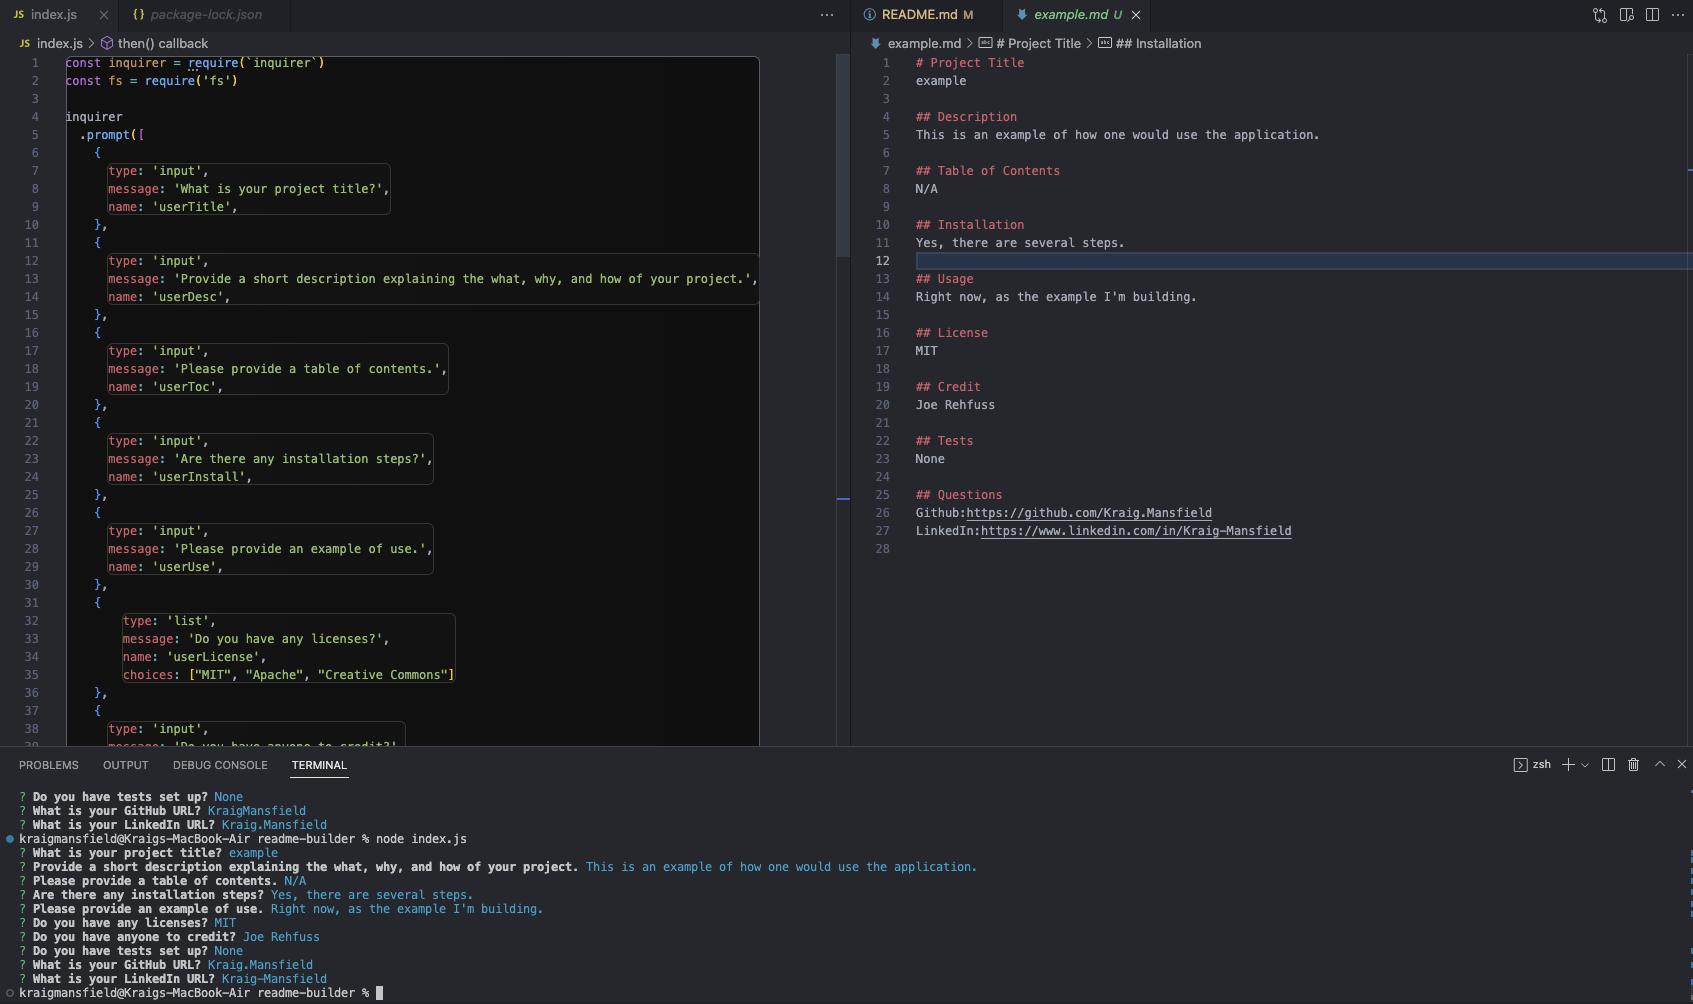 JS index.js
{} package-lock.json
JS index.js > then() callback
1 const inquirer = require(`inquirer`)
2 const fs = require('fs')
3
4 inquirer
5 .prompt([
6 {
7 type: 'input',
8 message: 'What is your project title?',
9 name: 'userTitle',
10 },
11 {
12 type: 'input',
13 message: 'Provide a short description explaining the what, why, and how of your project.',
14 name: 'userDesc',
15 },
16 {
17 type: 'input',
18 message: 'Please provide a table of contents.',
19 name: 'userToc',
20 },
21 {
22 type: 'input',
23 message: 'Are there any installation steps?',
24 name: 'userInstall',
25 },
26 {
27 type: 'input',
28 message: 'Please provide an example of use.',
29 name: 'userUse',
30 },
31 {
32 type: 'list',
33 message: 'Do you have any licenses?',
34 name: 'userLicense',
35 choices: ["MIT", "Apache", "Creative Commons"]
36 },
37 {
38 type: 'input',
39 message: 'Do you have anyone to credit?'
README.md M
example.md U
example.md > # Project Title > ## Installation
1 # Project Title
2 example
3
4 ## Description
5 This is an example of how one would use the application.
6
7 ## Table of Contents
8 N/A
9
10 ## Installation
11 Yes, there are several steps.
12
13 ## Usage
14 Right now, as the example I'm building.
15
16 ## License
17 MIT
18
19 ## Credit
20 Joe Rehfuss
21
22 ## Tests
23 None
24
25 ## Questions
26 Github:https://github.com/Kraig.Mansfield
27 LinkedIn:https://www.linkedin.com/in/Kraig-Mansfield
28
PROBLEMS OUTPUT DEBUG CONSOLE TERMINAL
zsh
? Do you have tests set up? None
? What is your GitHub URL? KraigMansfield
? What is your LinkedIn URL? Kraig.Mansfield
kraigmansfield@Kraigs-MacBook-Air readme-builder % node index.js
? What is your project title? example
? Provide a short description explaining the what, why, and how of your project. This is an example of how one would use the application.
? Please provide a table of contents. N/A
? Are there any installation steps? Yes, there are several steps.
? Please provide an example of use. Right now, as the example I'm building.
? Do you have any licenses? MIT
? Do you have anyone to credit? Joe Rehfuss
? Do you have tests set up? None
? What is your GitHub URL? Kraig.Mansfield
? What is your LinkedIn URL? Kraig-Mansfield
kraigmansfield@Kraigs-MacBook-Air readme-builder %